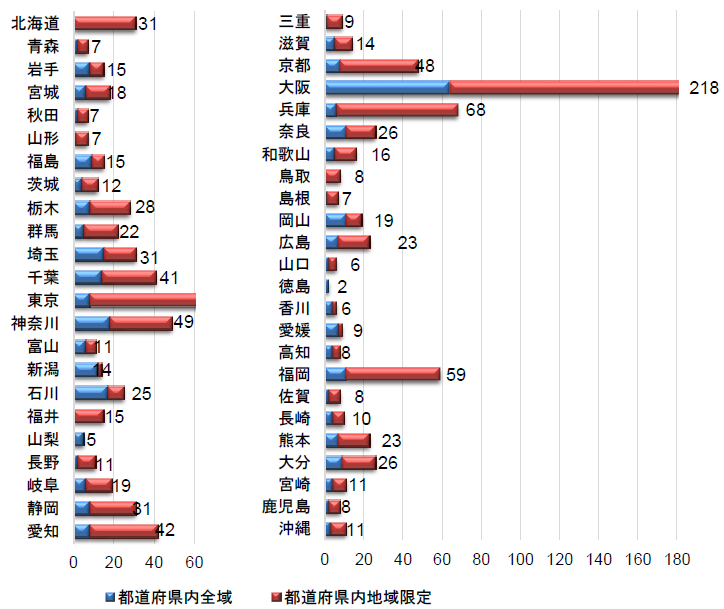 北海道 31
青森 7
岩手 15
宮城 18
秋田 7
山形 7
福島 15
茨城 12
栃木 28
群馬 22
埼玉 31
千葉 41
東京
神奈川 49
富山 11
新潟 14
石川 25
福井 15
山梨 5
長野 11
岐阜 19
静岡 31
愛知 42
0 20 40 60
三重 9
滋賀 14
京都 48
大阪 218
兵庫 68
奈良 26
和歌山 16
鳥取 8
島根 7
岡山 19
広島 23
山口 6
徳島 2
香川 6
愛媛 9
高知 8
福岡 59
佐賀 8
長崎 10
熊本 23
大分 26
宮崎 11
鹿児島 8
沖縄 11
0 20 40 60 80 100 120 140 160 180
都道府県内全域 都道府県内地域限定